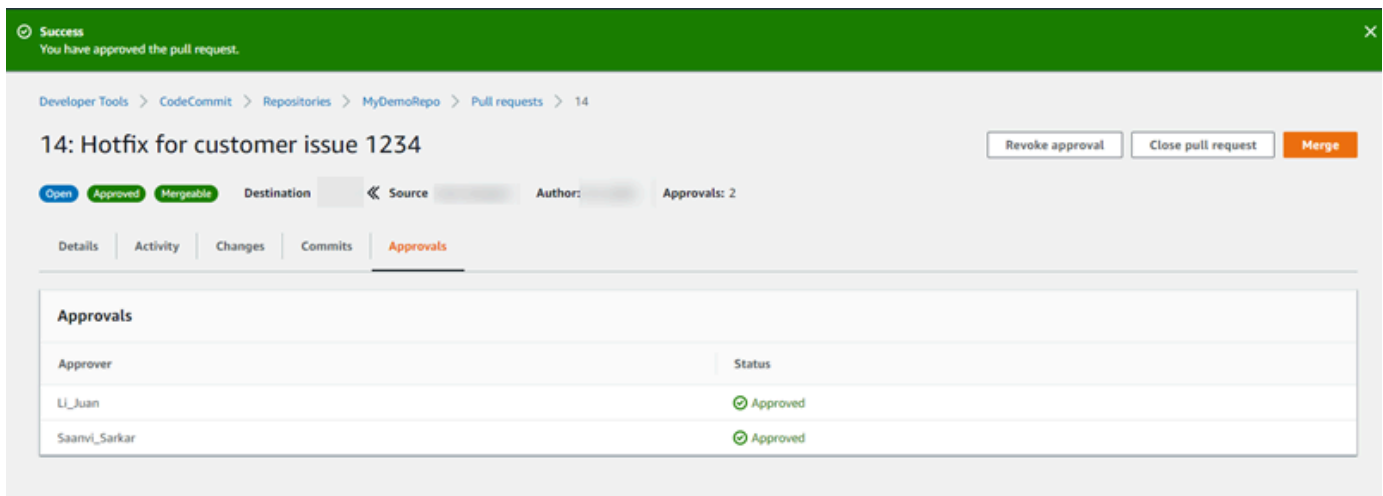 Success
You have approved the pull request.
Developer Tools > CodeCommit > Repositories > MyDemoRepo > Pull requests > 14
14: Hotfix for customer issue 1234
Revoke approval Close pull request Merge
Open Approved Mergeable Destination Source Author: Approvals: 2
Details Activity Changes Commits Approvals
Approvals
Approver Status
Li_Juan Approved
Saanvi_Sarkar Approved